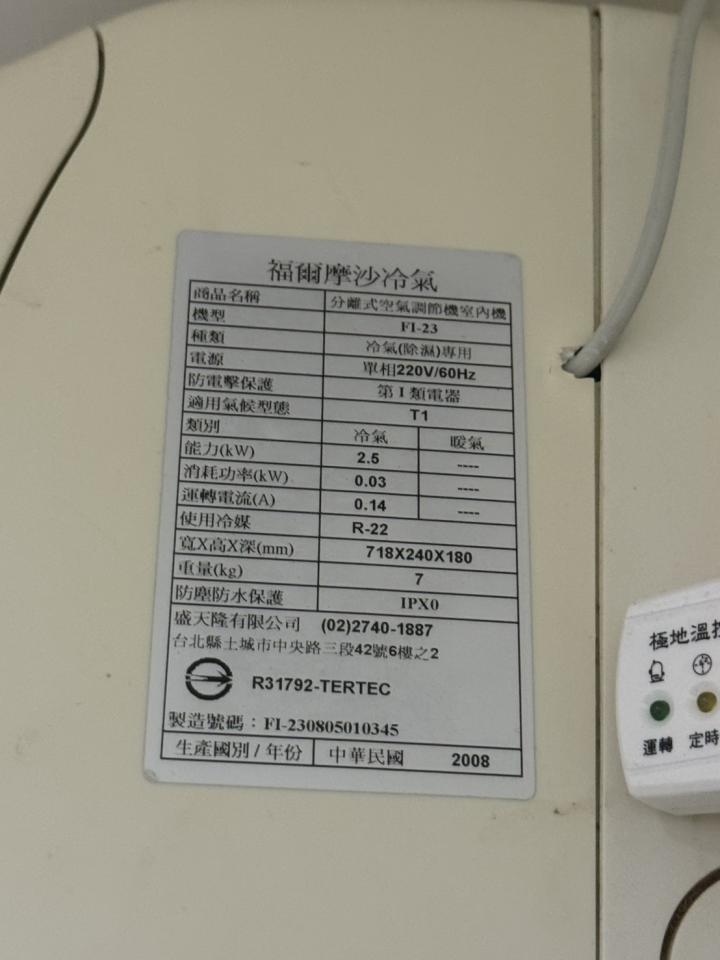 福爾摩沙冷氣
商品名稱 分離式空氣調節機室內機
機型 FI-23
種類 冷氣(除濕)專用
電源 單相220V/60Hz
防電擊保護 第 I 類電器
適用氣候型態 T1
類別 冷氣 暖氣
能力(kW) 2.5 ----
消耗功率(kW) 0.03 ----
運轉電流(A) 0.14 ----
使用冷媒 R-22
寬X高X深(mm) 718X240X180
重量(kg) 7
防塵防水保護 IPX0
盛天隆有限公司 (02)2740-1887
台北縣土城市中央路三段42號6樓之2
R31792-TERTEC
製造號碼：FI-230805010345
生產國別 / 年份 中華民國 2008
極地溫控
運轉 定時